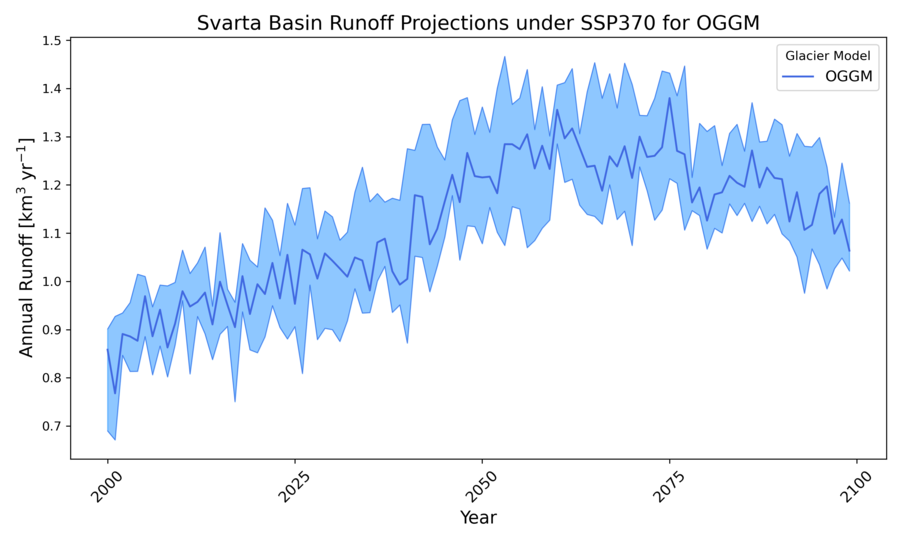 Svarta Basin Runoff Projections under SSP370 for OGGM
Glacier Model
OGGM
Annual Runoff [km³ yr⁻¹]
1.5
1.4
1.3
1.2
1.1
1.0
0.9
0.8
0.7
2000
2025
2050
2075
2100
Year